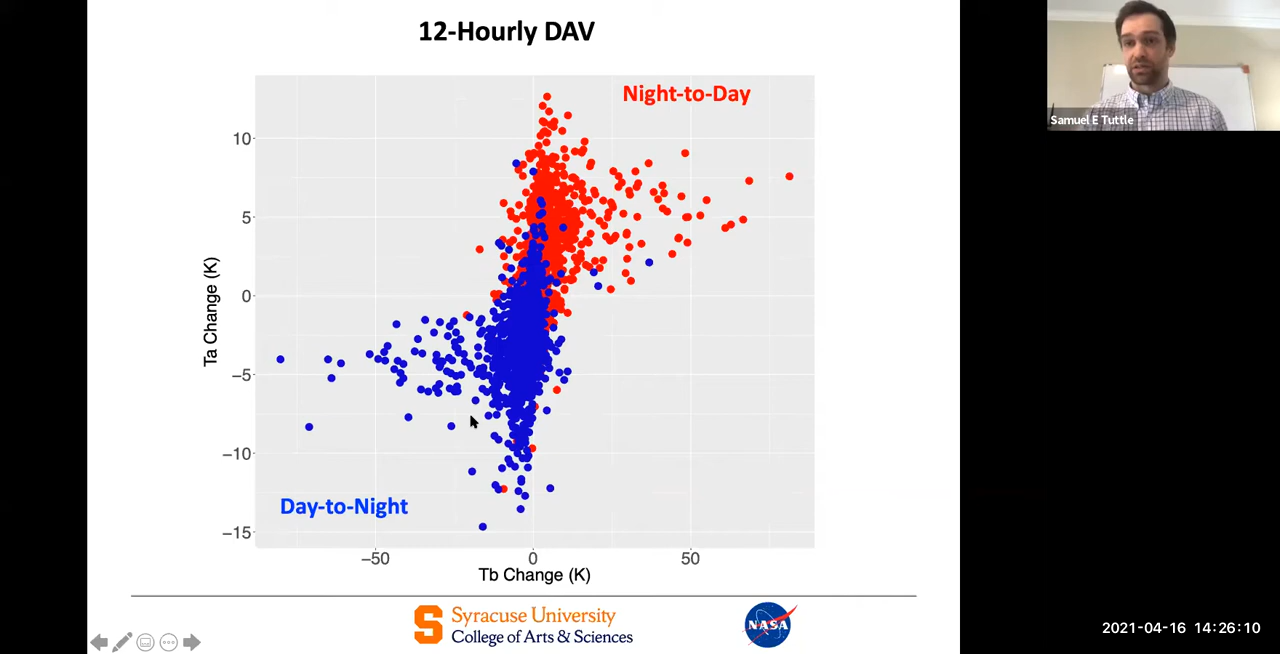 12-Hourly DAV
Night-to-Day
Samuel E Tuttle
10
5
0
−5
−10
−15
Ta Change (K)
Day-to-Night
−50
0
50
Tb Change (K)
S
Syracuse University
College of Arts & Sciences
NASA
2021-04-16 14:26:10